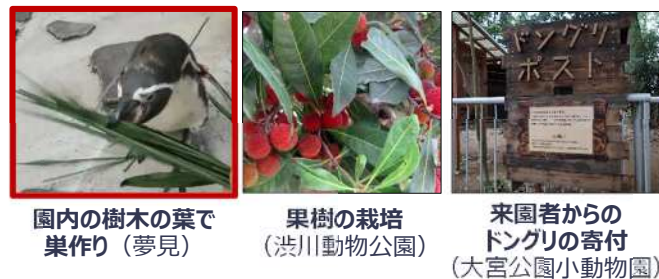 ドングリ
ポスト
園内の樹木の葉で
巣作り（夢見）
果樹の栽培
（渋川動物公園）
来園者からの
ドングリの寄付
（大宮公園小動物園）